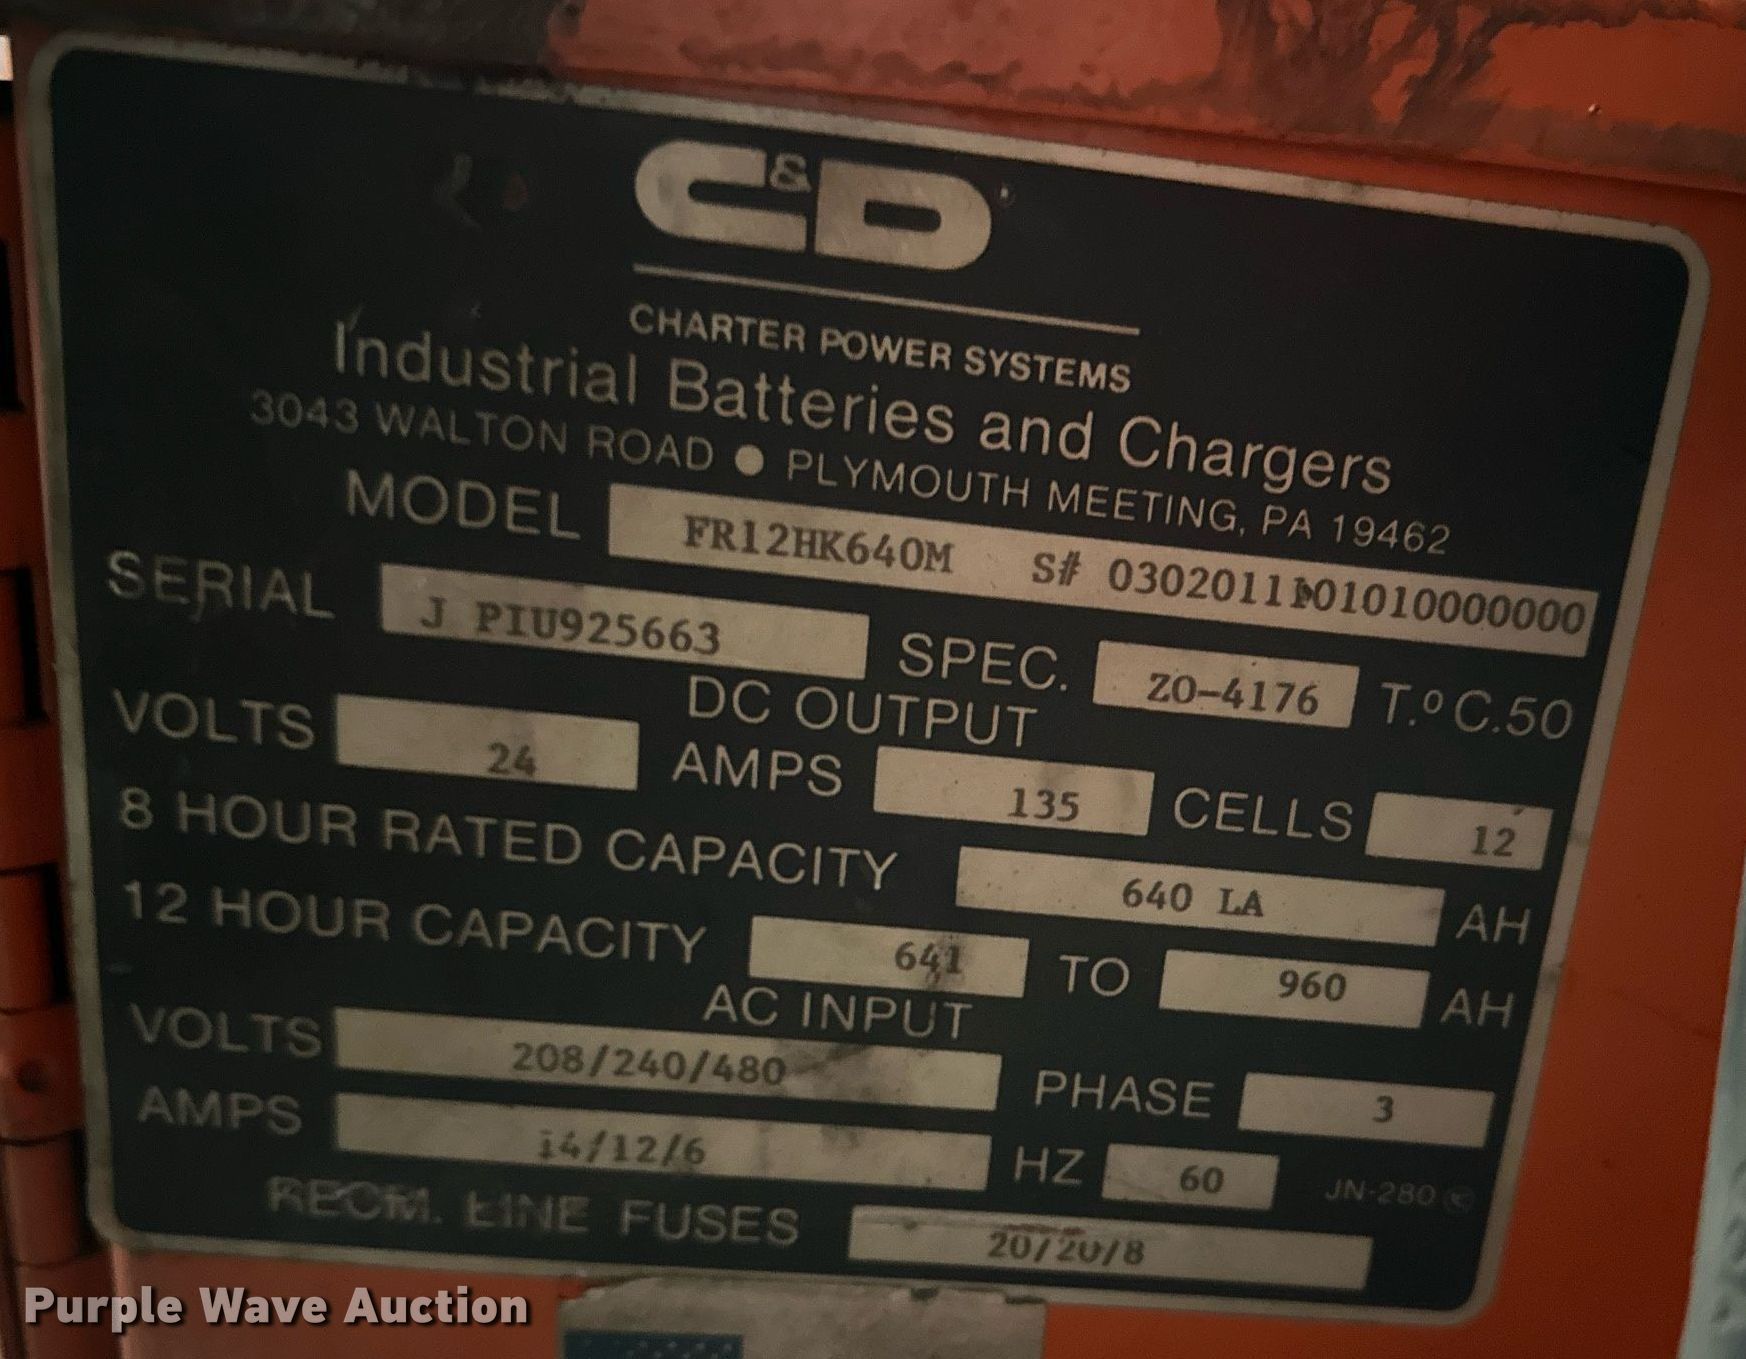 C&D
CHARTER POWER SYSTEMS
Industrial Batteries and Chargers
3043 WALTON ROAD ● PLYMOUTH MEETING, PA 19462
MODEL FR12HK640M S# 0302011101010000000
SERIAL J PIU925663 SPEC. ZO-4176 T.º C.50
DC OUTPUT
VOLTS 24 AMPS 135 CELLS 12
8 HOUR RATED CAPACITY 640 LA AH
12 HOUR CAPACITY 641 TO 960 AH
AC INPUT
VOLTS 208/240/480 PHASE 3
AMPS 14/12/6 HZ 60 JN-280 ©
RECM. LINE FUSES 20/20/8
Purple Wave Auction